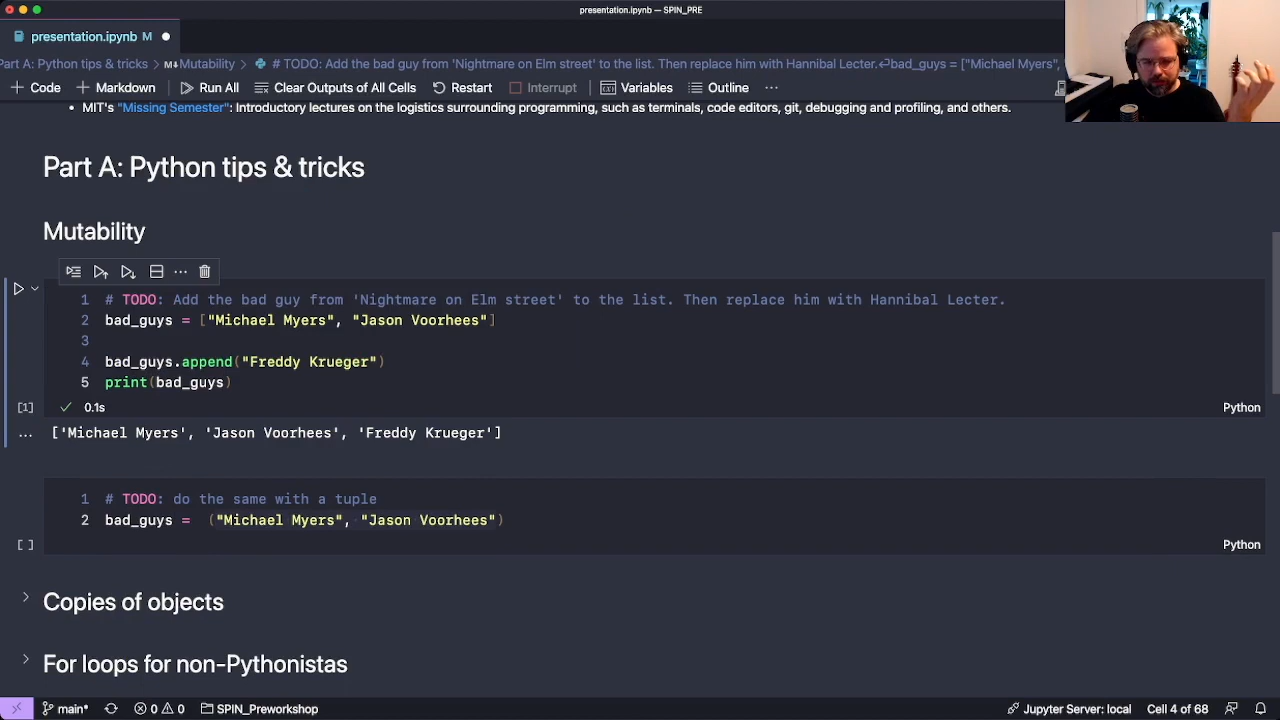 presentation.ipynb — SPIN_PRE
presentation.ipynb M
Part A: Python tips & tricks > M↓Mutability > # TODO: Add the bad guy from 'Nightmare on Elm street' to the list. Then replace him with Hannibal Lecter.↵bad_guys = ["Michael Myers",
+ Code + Markdown Run All Clear Outputs of All Cells Restart Interrupt Variables Outline ...
• MIT's "Missing Semester": Introductory lectures on the logistics surrounding programming, such as terminals, code editors, git, debugging and profiling, and others.
Part A: Python tips & tricks
Mutability
1 # TODO: Add the bad guy from 'Nightmare on Elm street' to the list. Then replace him with Hannibal Lecter.
2 bad_guys = ["Michael Myers", "Jason Voorhees"]
3
4 bad_guys.append("Freddy Krueger")
5 print(bad_guys)
[1] ✓ 0.1s Python
... ['Michael Myers', 'Jason Voorhees', 'Freddy Krueger']
1 # TODO: do the same with a tuple
2 bad_guys = ("Michael Myers", "Jason Voorhees")
[ ] Python
> Copies of objects
> For loops for non-Pythonistas
main* 0 0 SPIN_Preworkshop Jupyter Server: local Cell 4 of 68